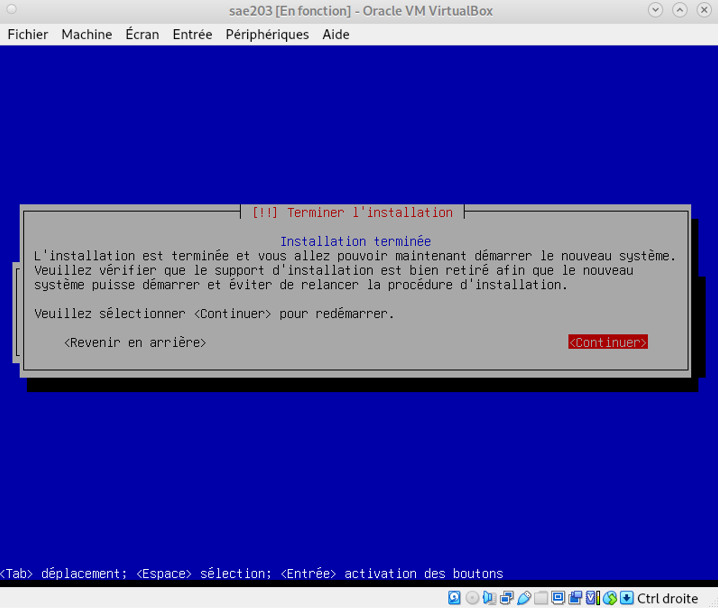 sae203 [En fonction] - Oracle VM VirtualBox
Fichier Machine Écran Entrée Périphériques Aide
[!!] Terminer l'installation
Installation terminée
L'installation est terminée et vous allez pouvoir maintenant démarrer le nouveau système.
Veuillez vérifier que le support d'installation est bien retiré afin que le nouveau
système puisse démarrer et éviter de relancer la procédure d'installation.
Veuillez sélectionner <Continuer> pour redémarrer.
<Revenir en arrière> <Continuer>
<Tab> déplacement; <Espace> sélection; <Entrée> activation des boutons
Ctrl droite